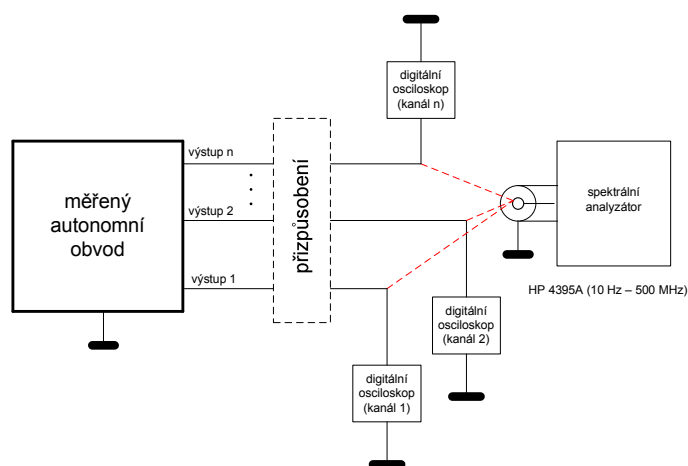 digitální
osciloskop
(kanál n)
výstup n
měřený
autonomní
obvod
výstup 2
výstup 1
přizpůsobení
spektrální
analyzátor
HP 4395A (10 Hz – 500 MHz)
digitální
osciloskop
(kanál 2)
digitální
osciloskop
(kanál 1)